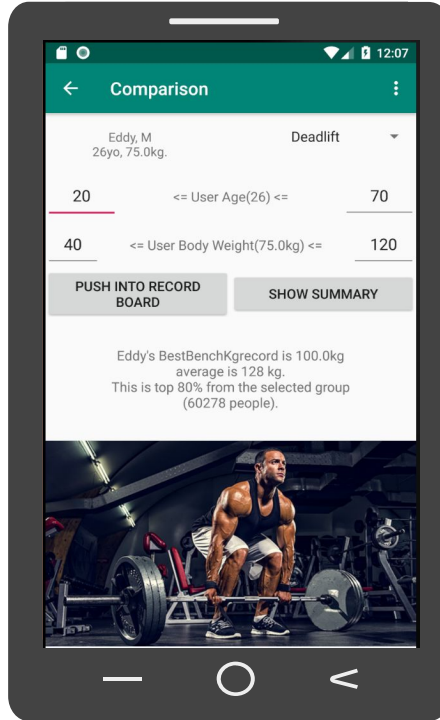 12:07
Comparison
Eddy, M
26yo, 75.0kg.
Deadlift
20 <= User Age(26) <= 70
40 <= User Body Weight(75.0kg) <= 120
PUSH INTO RECORD
BOARD
SHOW SUMMARY
Eddy's BestBenchKgrecord is 100.0kg
average is 128 kg.
This is top 80% from the selected group
(60278 people).